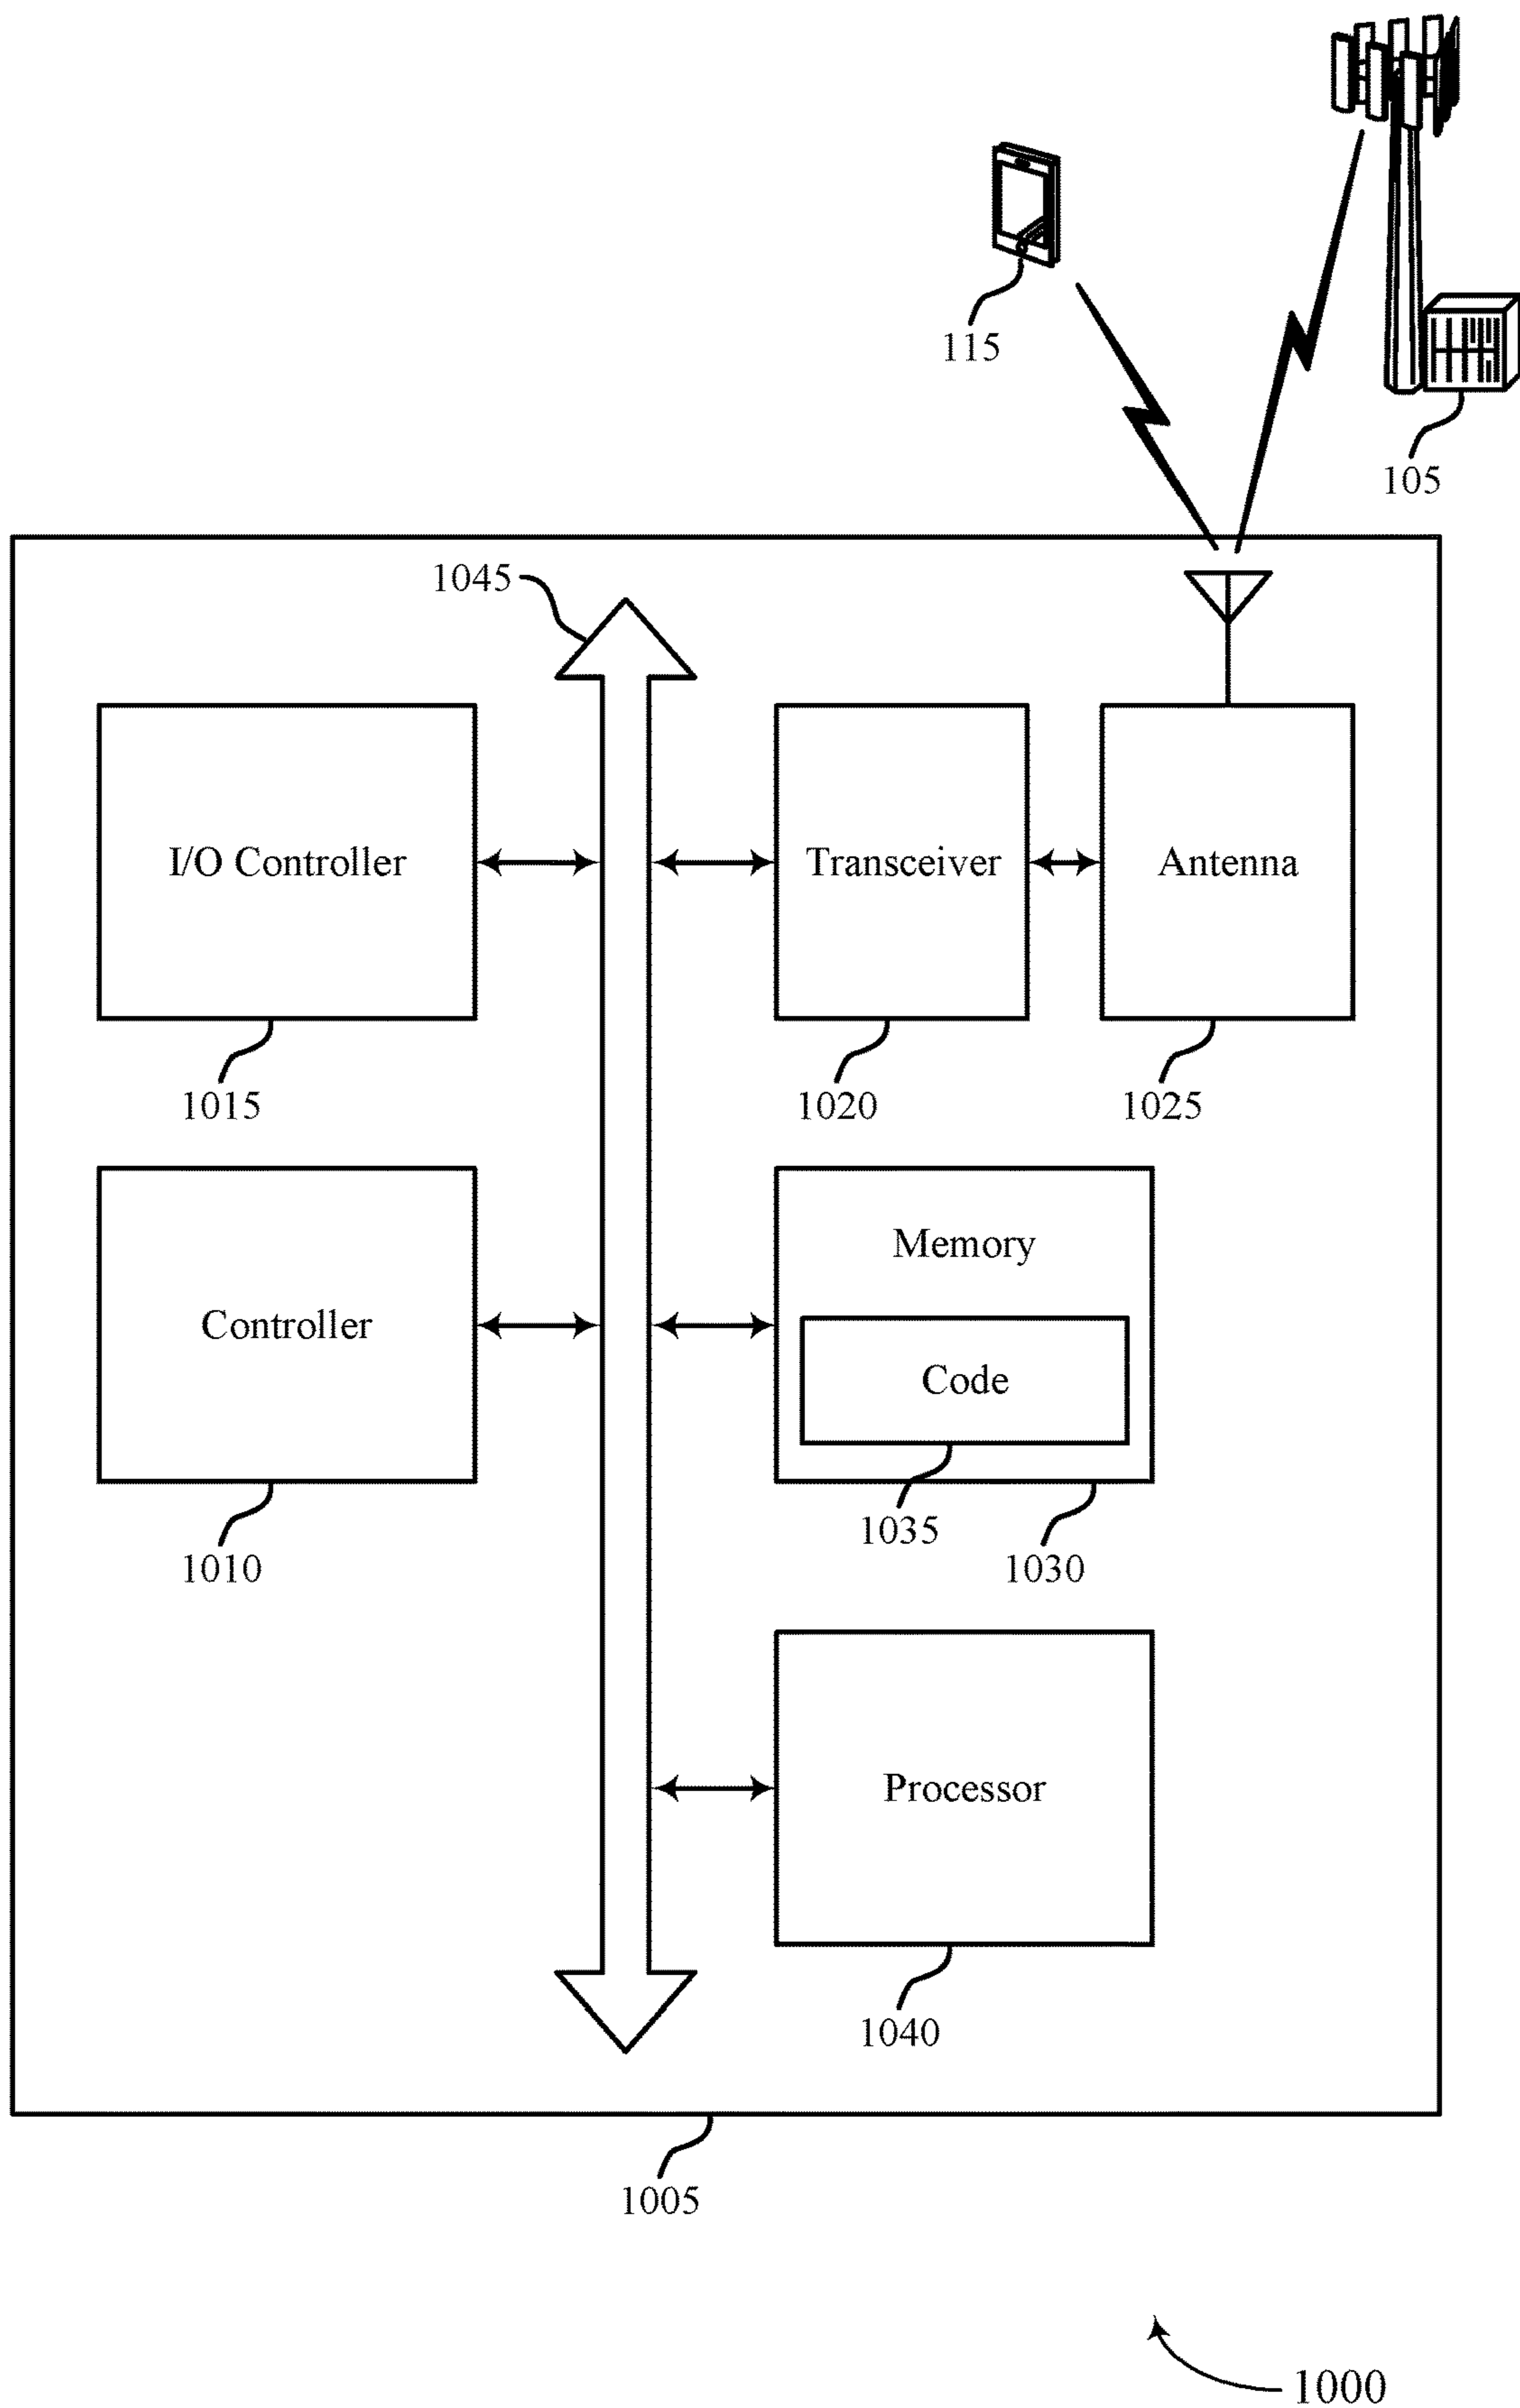 115
105
1045
I/O Controller
Transceiver
Antenna
1015
1020
1025
Controller
Memory
Code
1010
1035
1030
Processor
1040
1005
1000